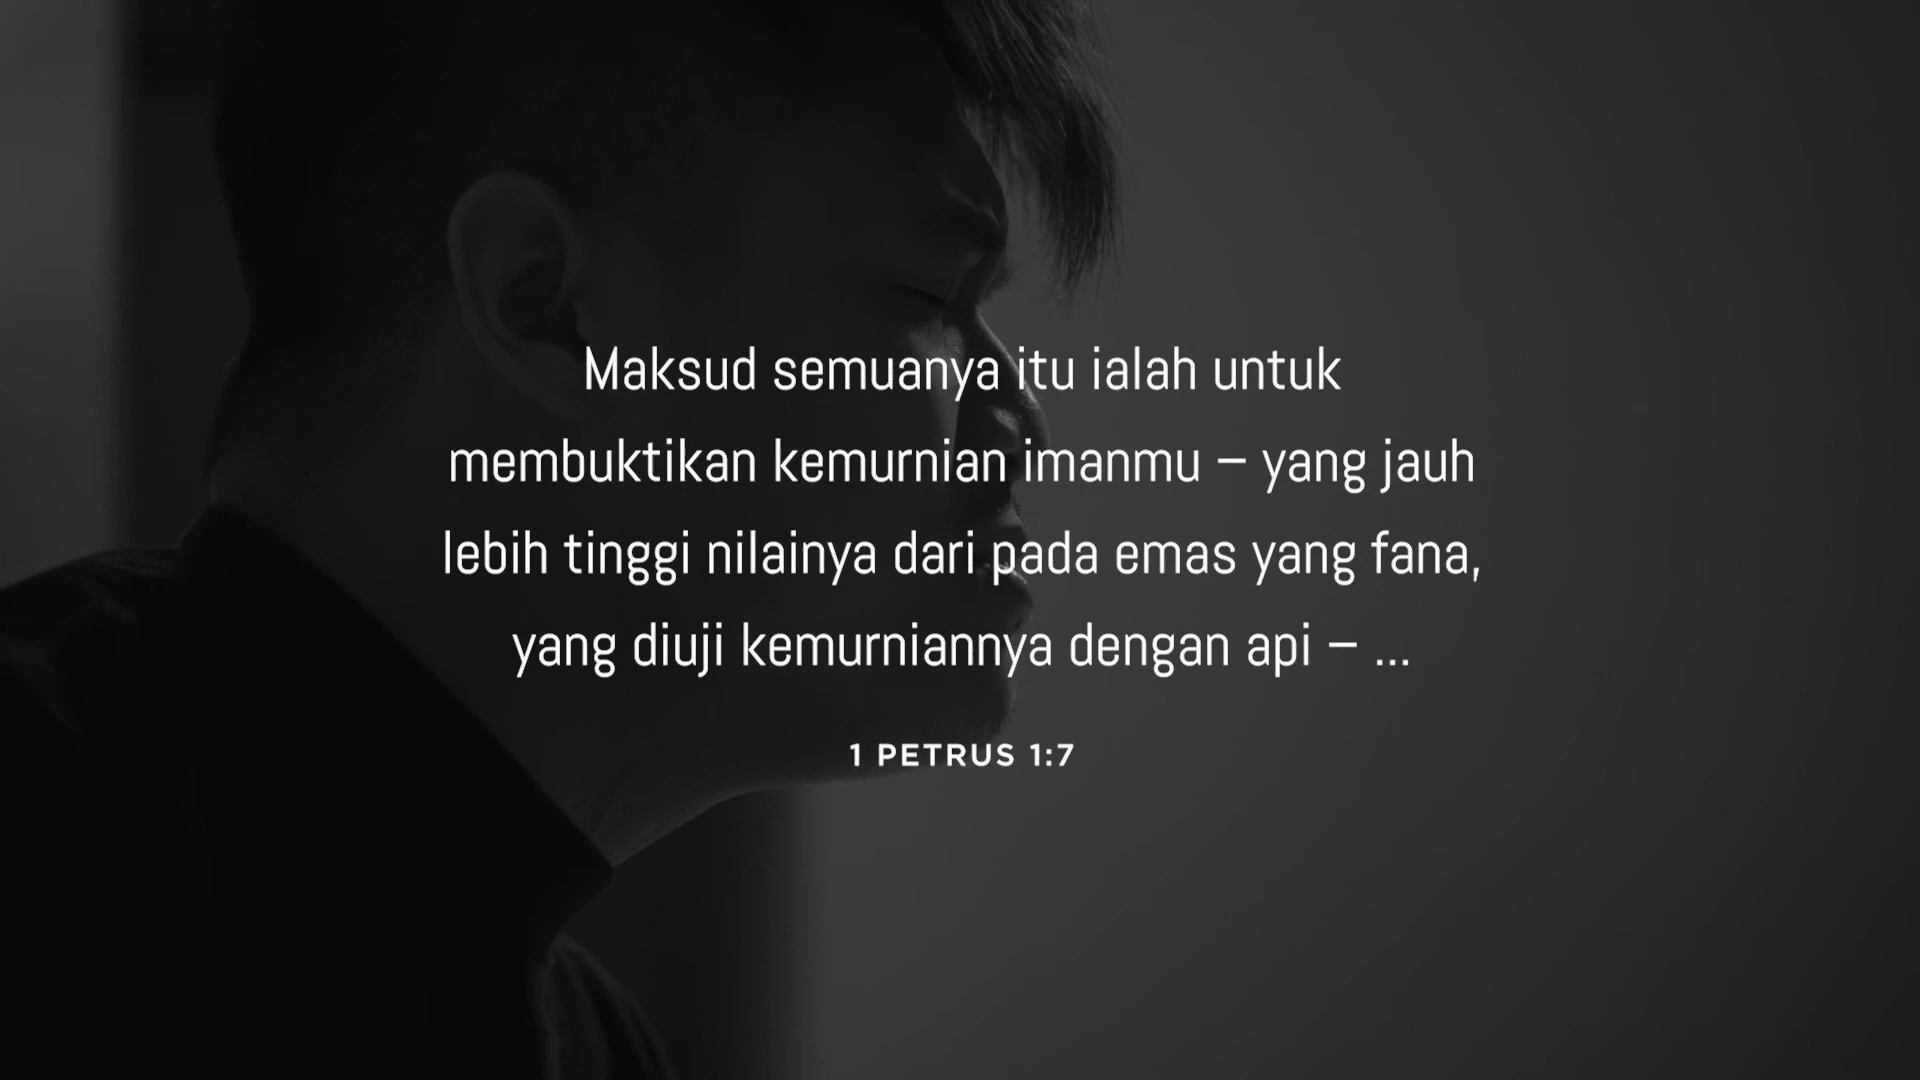 Maksud semuanya itu ialah untuk
membuktikan kemurnian imanmu – yang jauh
lebih tinggi nilainya dari pada emas yang fana,
yang diuji kemurniannya dengan api – ...
1 PETRUS 1:7